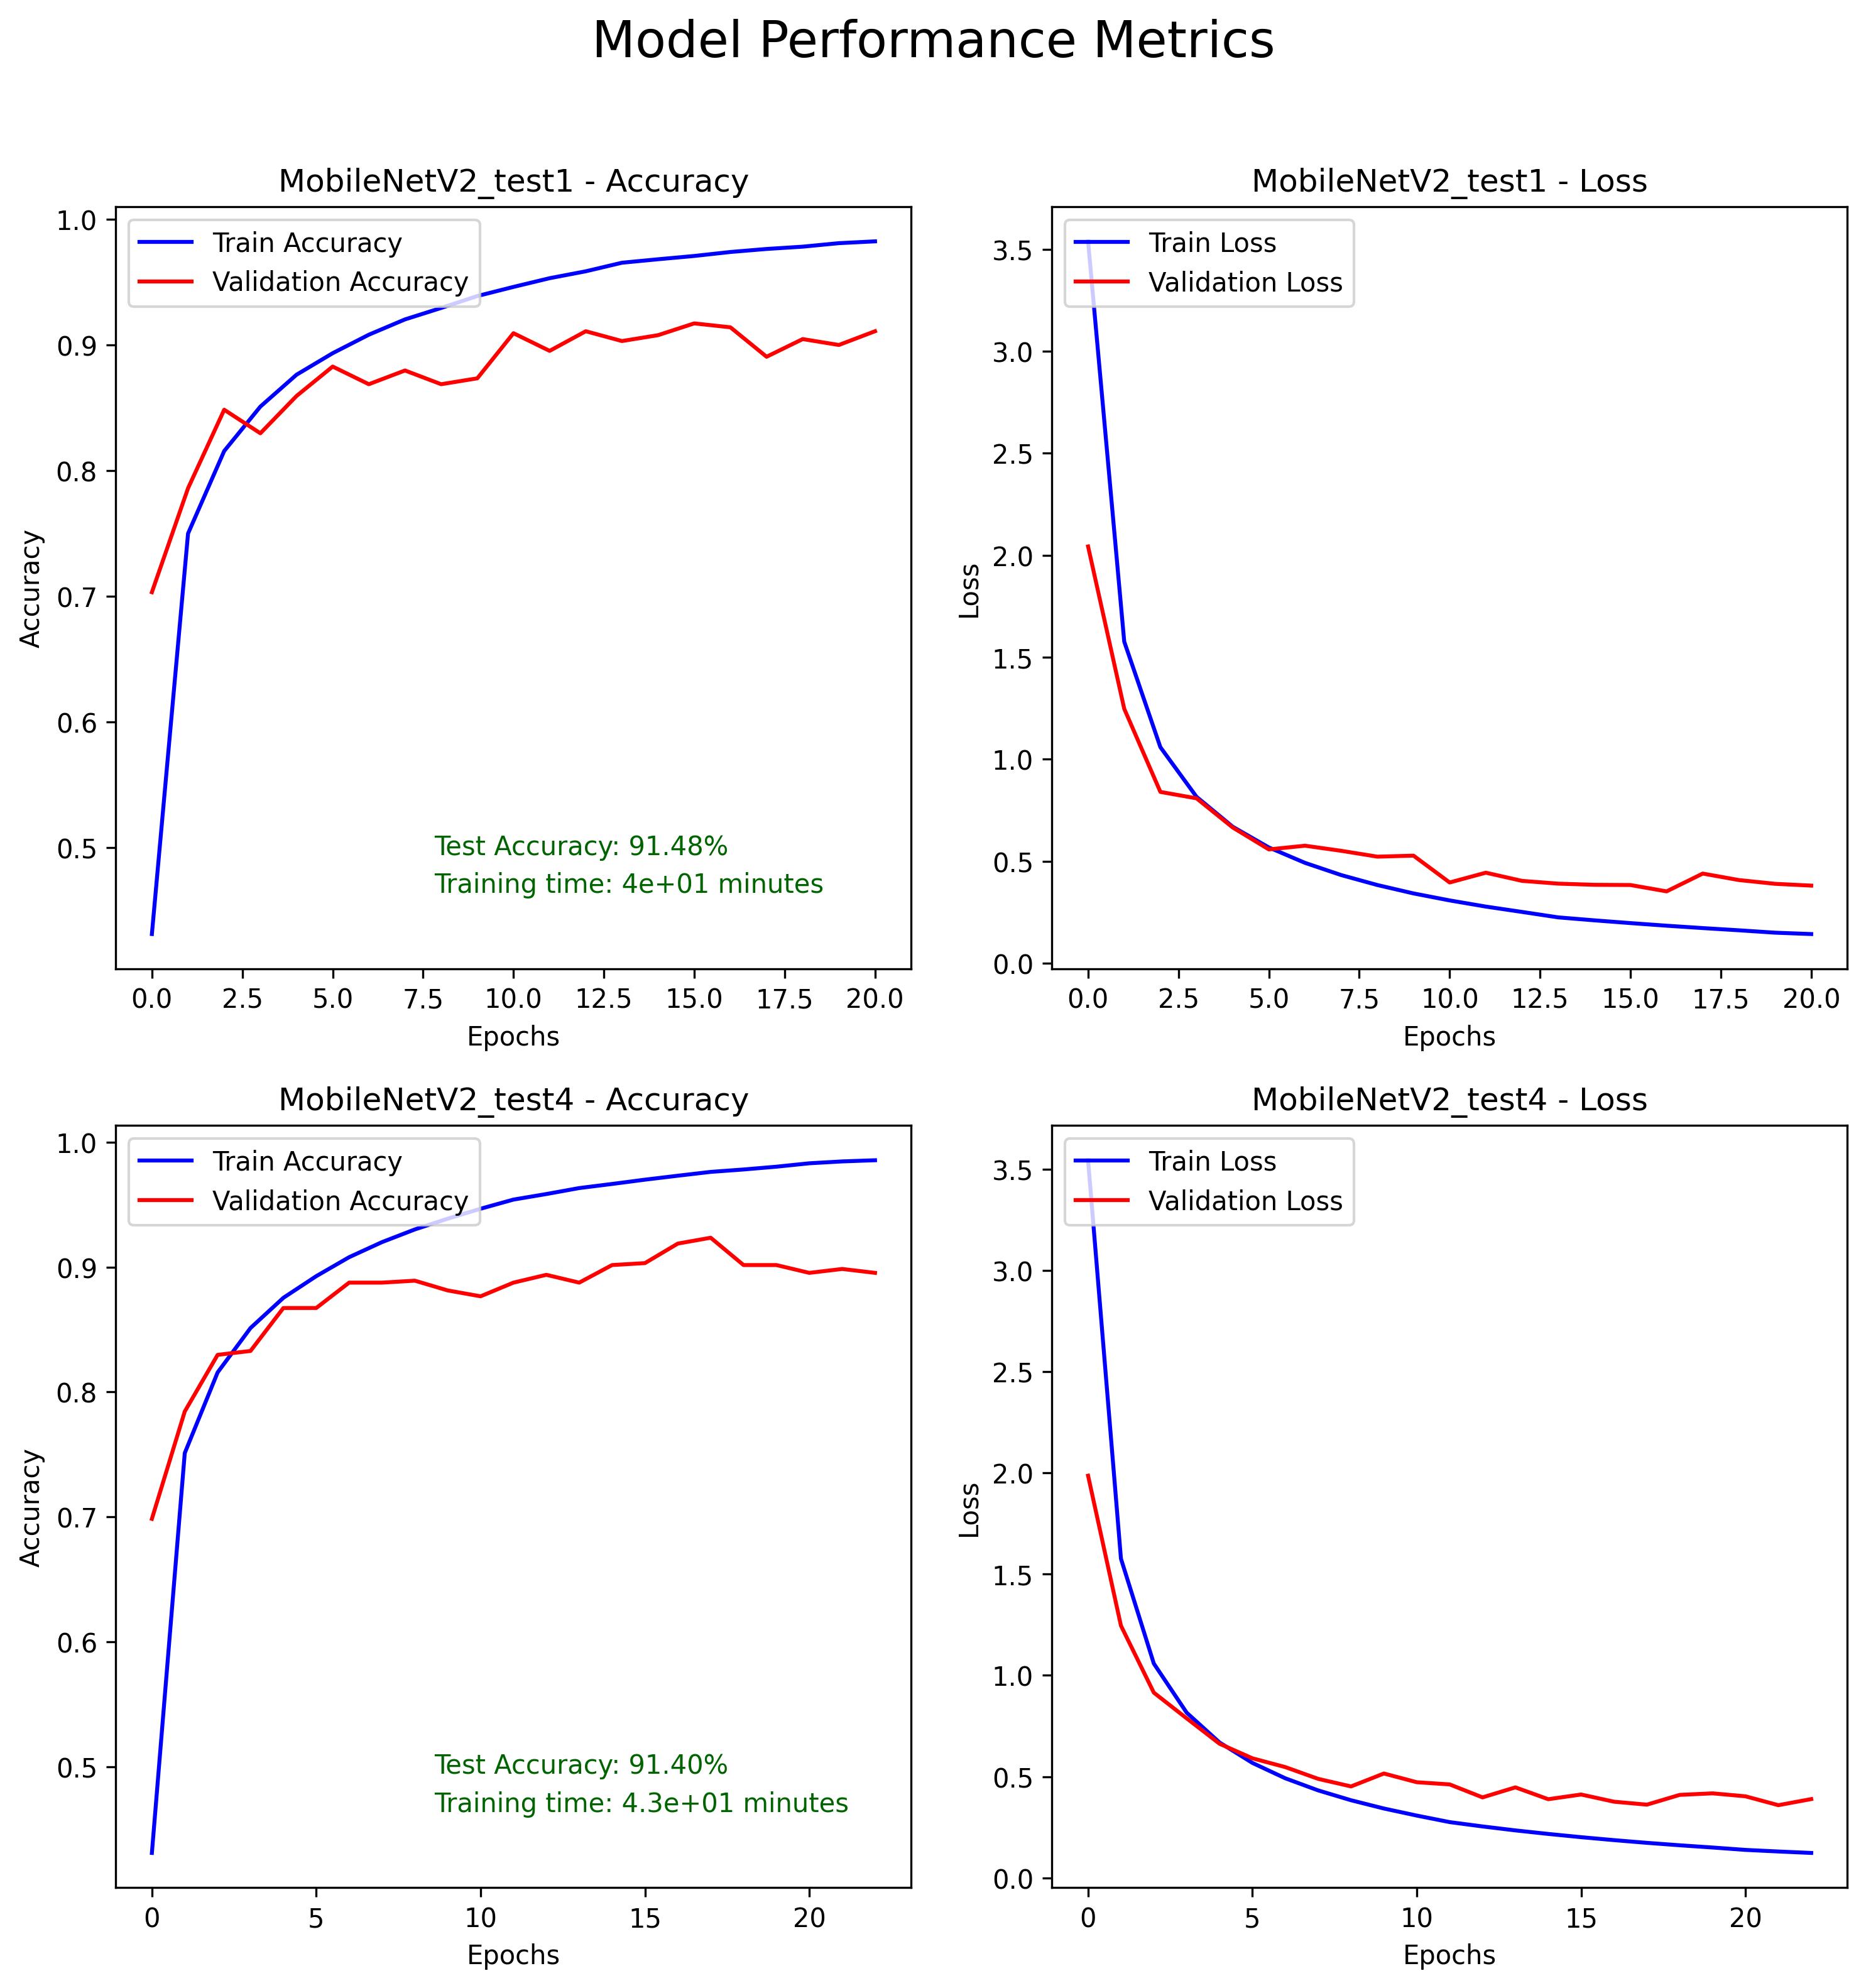 Model Performance Metrics
MobileNetV2_test1 - Accuracy
Train Accuracy
Validation Accuracy
1.0
0.9
0.8
0.7
0.6
0.5
Accuracy
Test Accuracy: 91.48%
Training time: 4e+01 minutes
0.0 2.5 5.0 7.5 10.0 12.5 15.0 17.5 20.0
Epochs
MobileNetV2_test1 - Loss
Train Loss
Validation Loss
3.5
3.0
2.5
2.0
1.5
1.0
0.5
0.0
Loss
0.0 2.5 5.0 7.5 10.0 12.5 15.0 17.5 20.0
Epochs
MobileNetV2_test4 - Accuracy
Train Accuracy
Validation Accuracy
1.0
0.9
0.8
0.7
0.6
0.5
Accuracy
Test Accuracy: 91.40%
Training time: 4.3e+01 minutes
0 5 10 15 20
Epochs
MobileNetV2_test4 - Loss
Train Loss
Validation Loss
3.5
3.0
2.5
2.0
1.5
1.0
0.5
0.0
Loss
0 5 10 15 20
Epochs